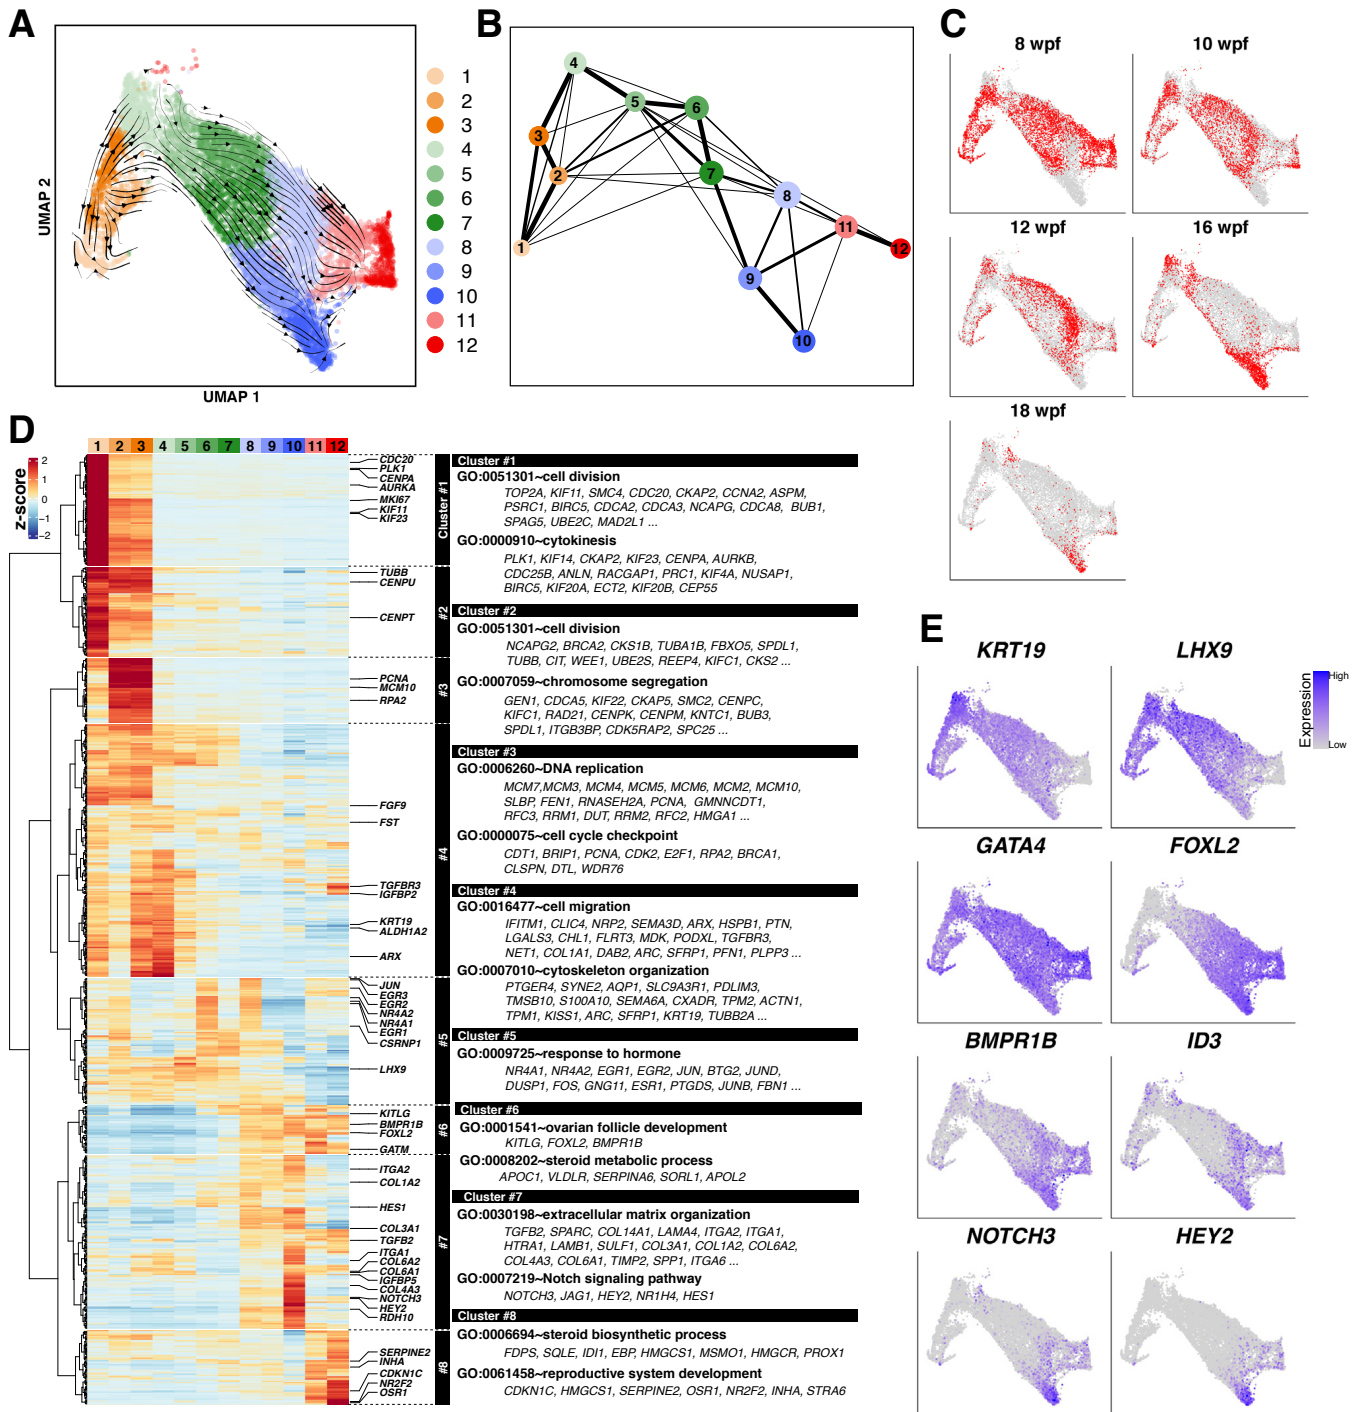 A
UMAP 2
UMAP 1
1
2
3
4
5
6
7
8
9
10
11
12
B
4
5
6
3
2
7
8
1
11
12
9
10
C
8 wpf
10 wpf
12 wpf
16 wpf
18 wpf
D
z-score
2
1
0
−1
−2
1 2 3 4 5 6 7 8 9 10 11 12
CDC20
PLK1
CENPA
AURKA
MKI67
KIF11
KIF23
TUBB
CENPU
CENPT
PCNA
MCM10
RPA2
FGF9
FST
TGFBR3
IGFBP2
KRT19
ALDH1A2
ARX
JUN
EGR3
EGR2
NR4A2
NR4A1
EGR1
CSRNP1
LHX9
KITLG
BMPR1B
FOXL2
GATM
ITGA2
COL1A2
HES1
COL3A1
TGFB2
ITGA1
COL6A2
COL6A1
IGFBP5
COL4A3
NOTCH3
HEY2
RDH10
SERPINE2
INHA
CDKN1C
NR2F2
OSR1
Cluster #1
#2
#3
#4
#5
#6
#7
#8
Cluster #1
GO:0051301~cell division
TOP2A, KIF11, SMC4, CDC20, CKAP2, CCNA2, ASPM,
PSRC1, BIRC5, CDCA2, CDCA3, NCAPG, CDCA8, BUB1,
SPAG5, UBE2C, MAD2L1 ...
GO:0000910~cytokinesis
PLK1, KIF14, CKAP2, KIF23, CENPA, AURKB,
CDC25B, ANLN, RACGAP1, PRC1, KIF4A, NUSAP1,
BIRC5, KIF20A, ECT2, KIF20B, CEP55
Cluster #2
GO:0051301~cell division
NCAPG2, BRCA2, CKS1B, TUBA1B, FBXO5, SPDL1,
TUBB, CIT, WEE1, UBE2S, REEP4, KIFC1, CKS2 ...
GO:0007059~chromosome segregation
GEN1, CDCA5, KIF22, CKAP5, SMC2, CENPC,
KIFC1, RAD21, CENPK, CENPM, KNTC1, BUB3,
SPDL1, ITGB3BP, CDK5RAP2, SPC25 ...
Cluster #3
GO:0006260~DNA replication
MCM7,MCM3, MCM4, MCM5, MCM6, MCM2, MCM10,
SLBP, FEN1, RNASEH2A, PCNA, GMNNCDT1,
RFC3, RRM1, DUT, RRM2, RFC2, HMGA1 ...
GO:0000075~cell cycle checkpoint
CDT1, BRIP1, PCNA, CDK2, E2F1, RPA2, BRCA1,
CLSPN, DTL, WDR76
Cluster #4
GO:0016477~cell migration
IFITM1, CLIC4, NRP2, SEMA3D, ARX, HSPB1, PTN,
LGALS3, CHL1, FLRT3, MDK, PODXL, TGFBR3,
NET1, COL1A1, DAB2, ARC, SFRP1, PFN1, PLPP3 ...
GO:0007010~cytoskeleton organization
PTGER4, SYNE2, AQP1, SLC9A3R1, PDLIM3,
TMSB10, S100A10, SEMA6A, CXADR, TPM2, ACTN1,
TPM1, KISS1, ARC, SFRP1, KRT19, TUBB2A ...
Cluster #5
GO:0009725~response to hormone
NR4A1, NR4A2, EGR1, EGR2, JUN, BTG2, JUND,
DUSP1, FOS, GNG11, ESR1, PTGDS, JUNB, FBN1 ...
Cluster #6
GO:0001541~ovarian follicle development
KITLG, FOXL2, BMPR1B
GO:0008202~steroid metabolic process
APOC1, VLDLR, SERPINA6, SORL1, APOL2
Cluster #7
GO:0030198~extracellular matrix organization
TGFB2, SPARC, COL14A1, LAMA4, ITGA2, ITGA1,
HTRA1, LAMB1, SULF1, COL3A1, COL1A2, COL6A2,
COL4A3, COL6A1, TIMP2, SPP1, ITGA6 ...
GO:0007219~Notch signaling pathway
NOTCH3, JAG1, HEY2, NR1H4, HES1
Cluster #8
GO:0006694~steroid biosynthetic process
FDPS, SQLE, IDI1, EBP, HMGCS1, MSMO1, HMGCR, PROX1
GO:0061458~reproductive system development
CDKN1C, HMGCS1, SERPINE2, OSR1, NR2F2, INHA, STRA6
E
KRT19
LHX9
Expression
High
Low
GATA4
FOXL2
BMPR1B
ID3
NOTCH3
HEY2